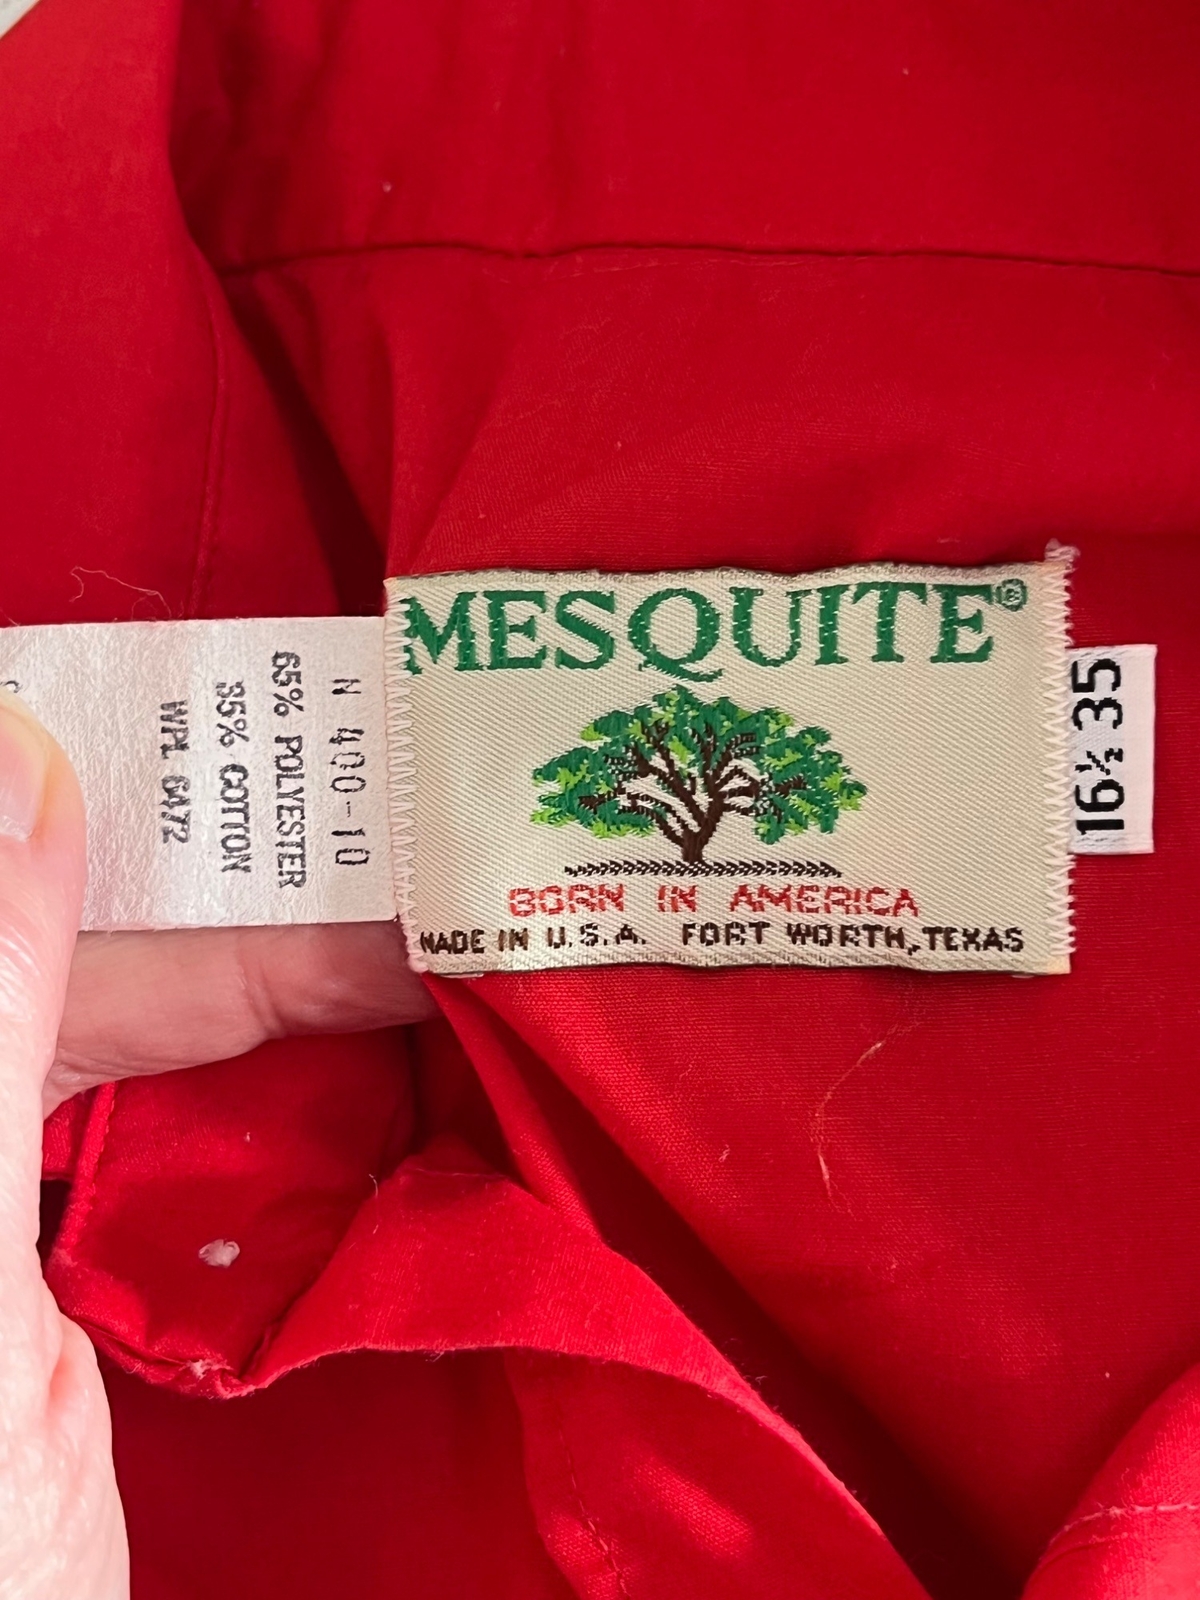 MESQUITE®
BORN IN AMERICA
MADE IN U.S.A. FORT WORTH, TEXAS
16½ 35
N 400-10
65% POLYESTER
35% COTTON
WPL 6472